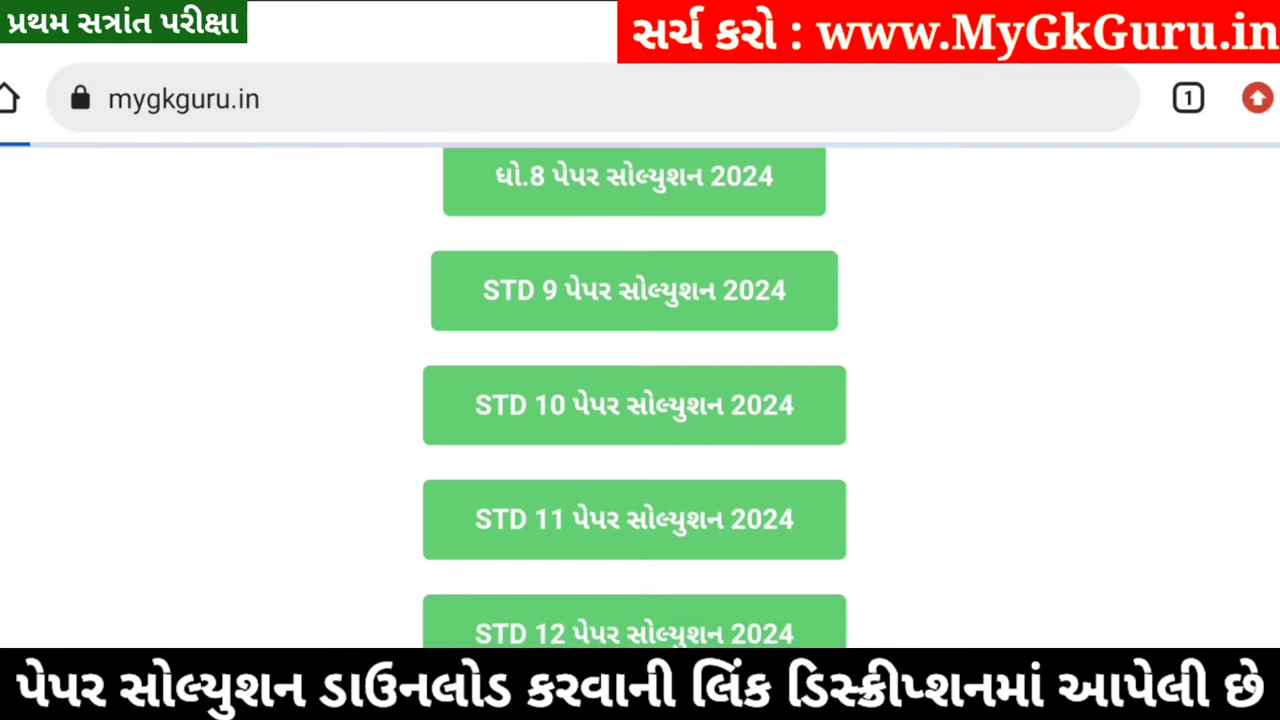 પ્રથમ સત્રાંત પરીક્ષા
સર્ચ કરો : www.MyGkGuru.in
mygkguru.in
1
ધો.8 પેપર સોલ્યુશન 2024
STD 9 પેપર સોલ્યુશન 2024
STD 10 પેપર સોલ્યુશન 2024
STD 11 પેપર સોલ્યુશન 2024
STD 12 પેપર સોલ્યુશન 2024
પેપર સોલ્યુશન ડાઉનલોડ કરવાની લિંક ડિસ્ક્રીપ્શનમાં આપેલી છે